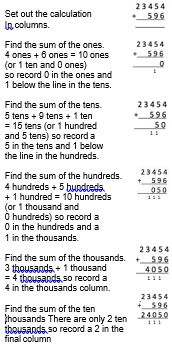 Set out the calculation
In columns.
23454
+ 596
Find the sum of the ones.
4 ones + 6 ones = 10 ones
(or 1 ten and 0 ones)
so record 0 in the ones and
1 below the line in the tens.
23454
+ 596
0
1
Find the sum of the tens.
5 tens + 9 tens + 1 ten
= 15 tens (or 1 hundred
and 5 tens) so record a
5 in the tens and 1 below
the line in the hundreds.
23454
+ 596
50
1 1
Find the sum of the hundreds.
4 hundreds + 5 hundreds
+ 1 hundred = 10 hundreds
(or 1 thousand and
0 hundreds) so record a
0 in the hundreds and a
1 in the thousands.
23454
+ 596
050
1 1 1
Find the sum of the thousands.
3 thousands + 1 thousand
= 4 thousands so record a
4 in the thousands column.
23454
+ 596
4050
1 1 1
Find the sum of the ten
thousands There are only 2 ten
thousands so record a 2 in the
final column
23454
+ 596
24050
1 1 1